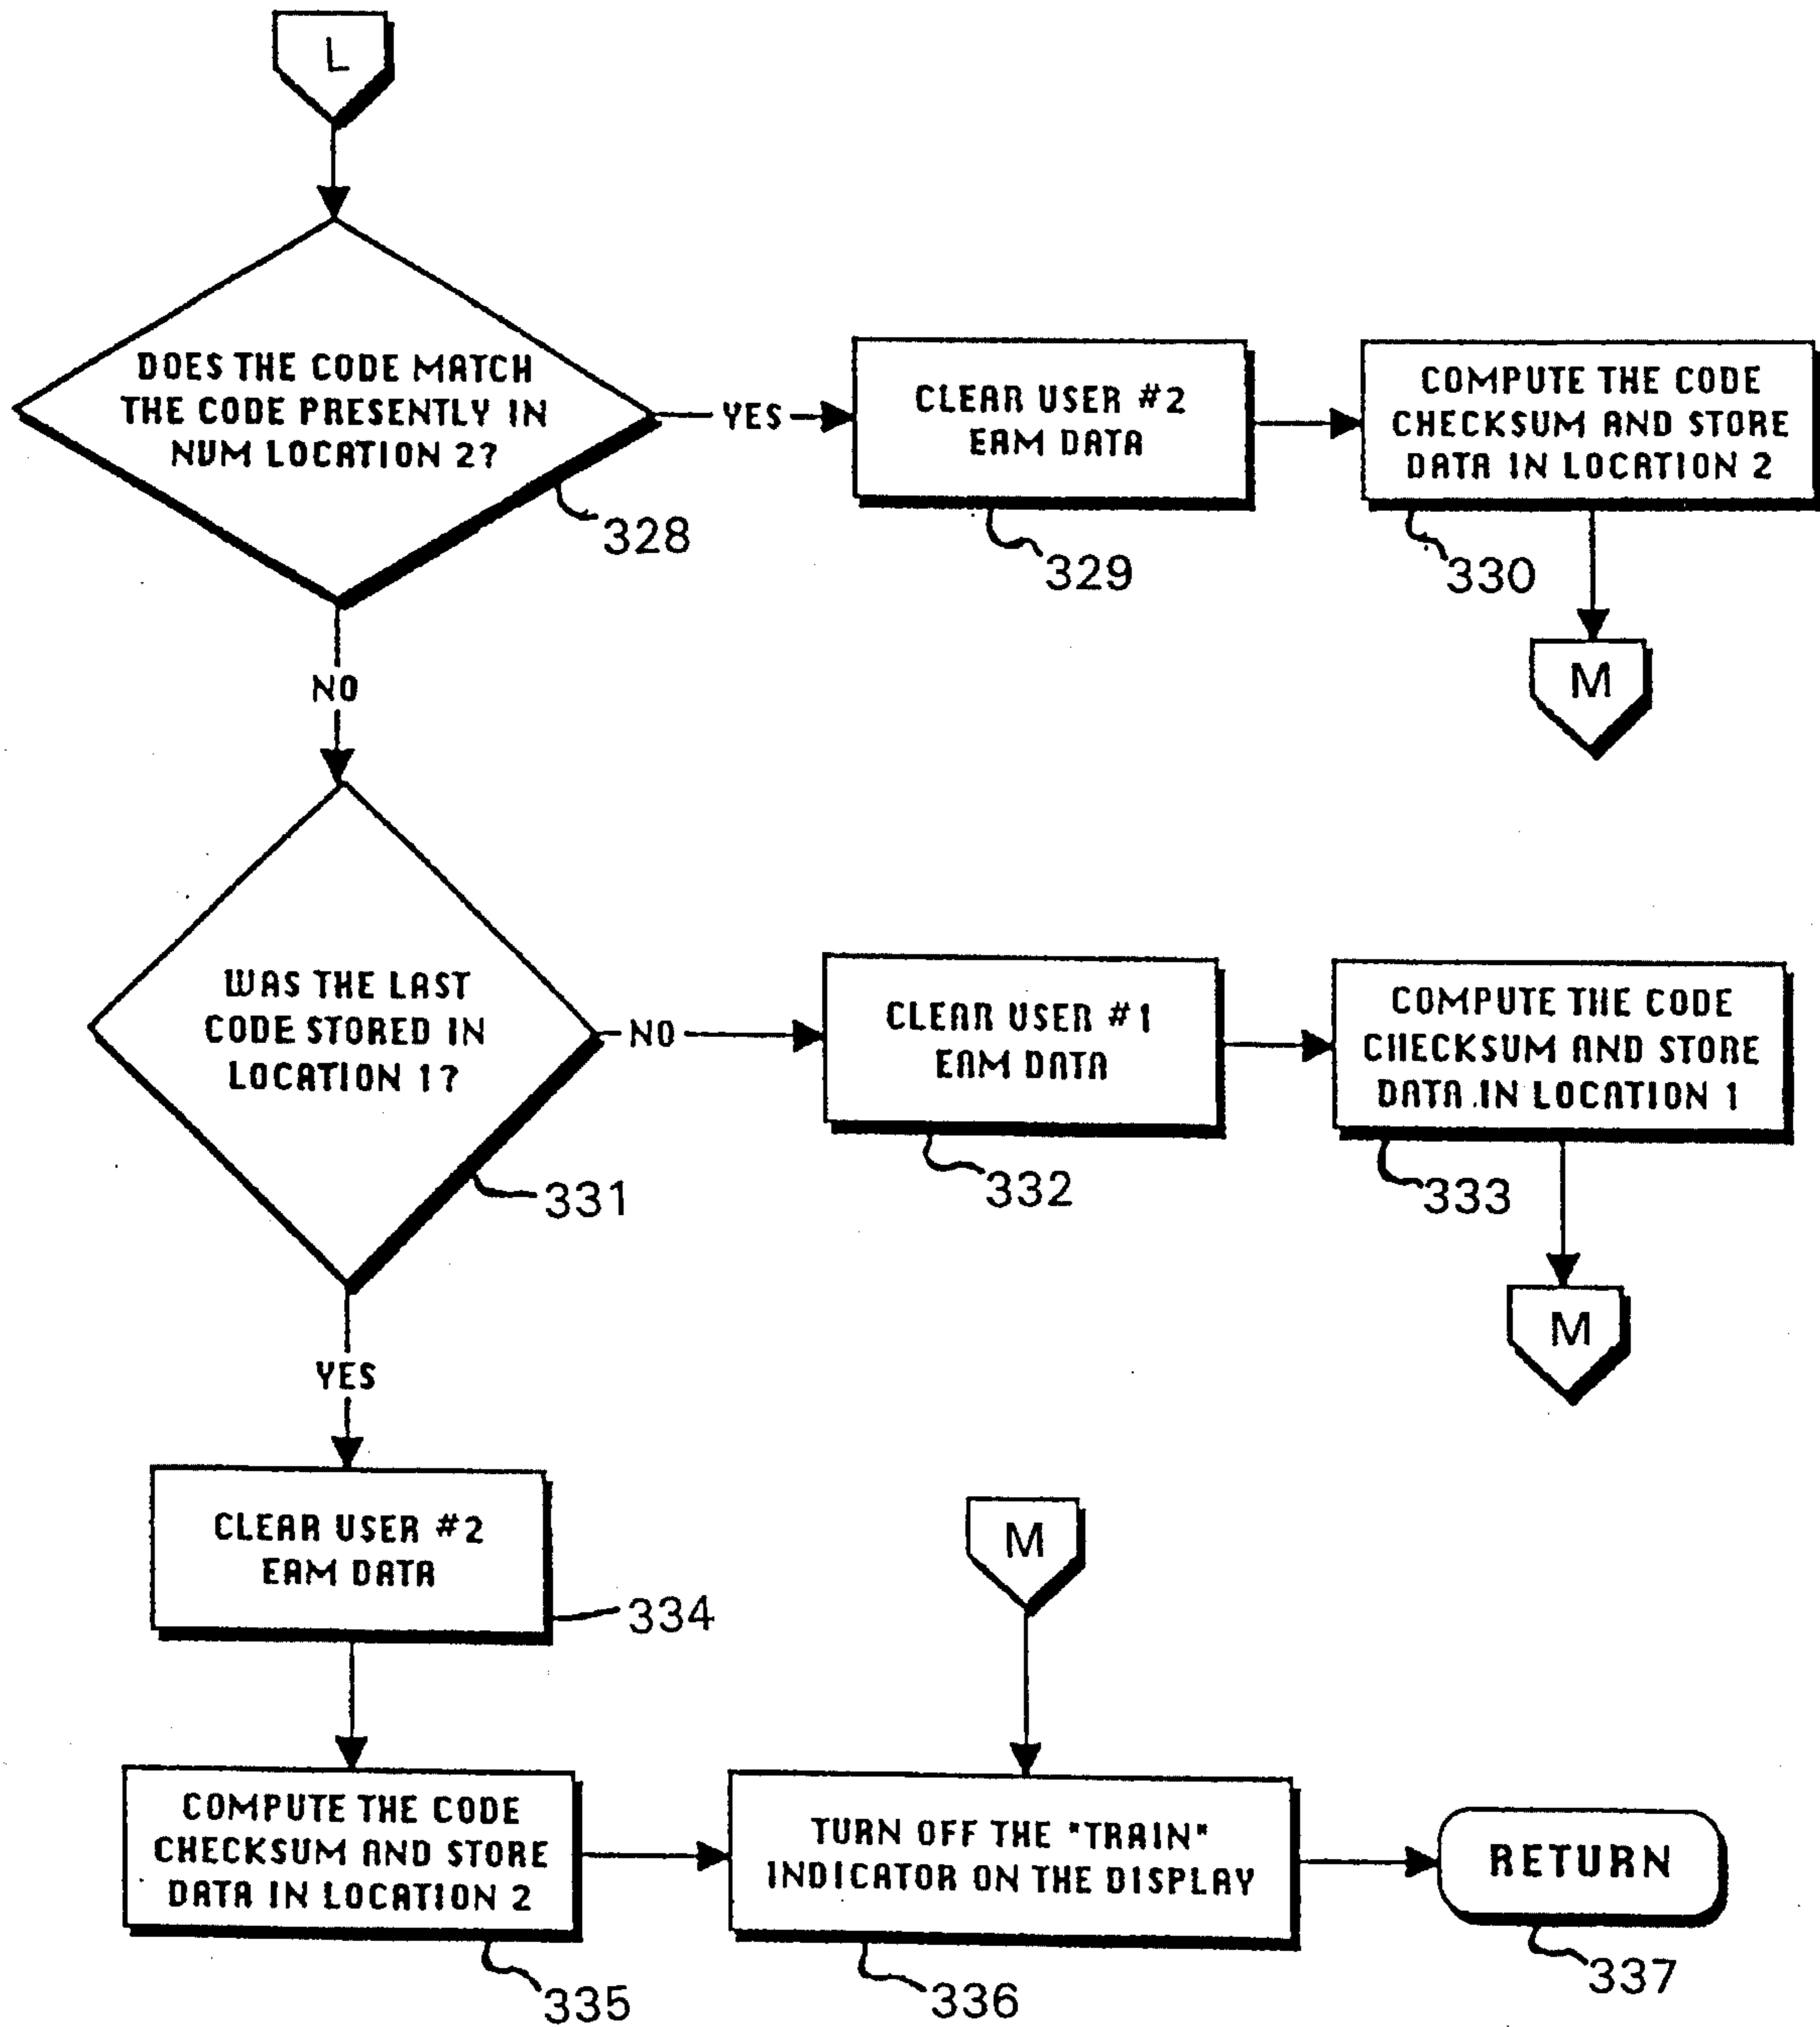 L
DOES THE CODE MATCH
THE CODE PRESENTLY IN
NVM LOCATION 2?
328
YES
CLEAR USER #2
EAM DATA
329
COMPUTE THE CODE
CHECKSUM AND STORE
DATA IN LOCATION 2
330
M
NO
WAS THE LAST
CODE STORED IN
LOCATION 1?
331
NO
CLEAR USER #1
EAM DATA
332
COMPUTE THE CODE
CHECKSUM AND STORE
DATA IN LOCATION 1
333
M
YES
CLEAR USER #2
EAM DATA
334
COMPUTE THE CODE
CHECKSUM AND STORE
DATA IN LOCATION 2
335
M
TURN OFF THE "TRAIN"
INDICATOR ON THE DISPLAY
336
RETURN
337